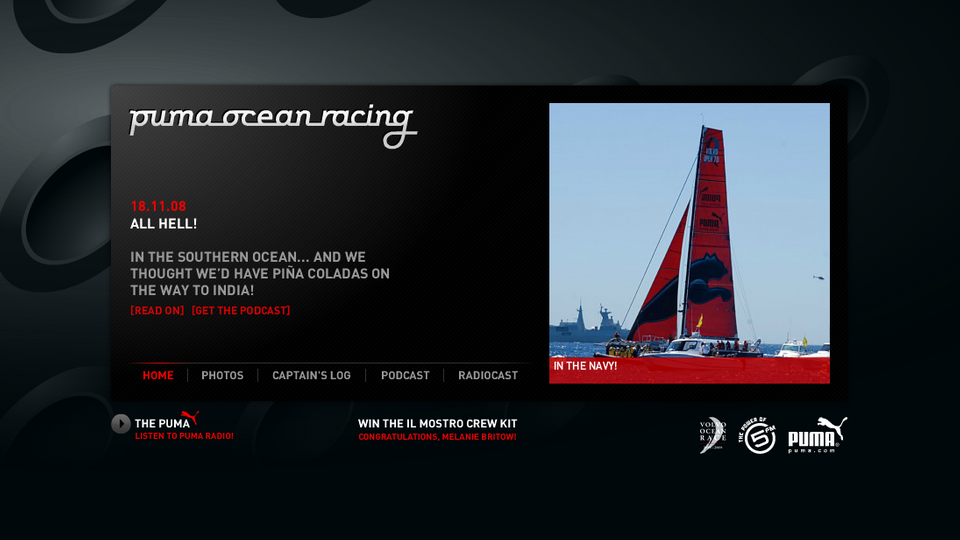 puma ocean racing
18.11.08
ALL HELL!
IN THE SOUTHERN OCEAN... AND WE
THOUGHT WE'D HAVE PIÑA COLADAS ON
THE WAY TO INDIA!
[READ ON] [GET THE PODCAST]
IN THE NAVY!
HOME PHOTOS CAPTAIN'S LOG PODCAST RADIOCAST
THE PUMA
LISTEN TO PUMA RADIO!
WIN THE IL MOSTRO CREW KIT
CONGRATULATIONS, MELANIE BRITOW!
VOLVO
OCEAN
RACE
THE POWER OF
5FM
PUMA
puma.com